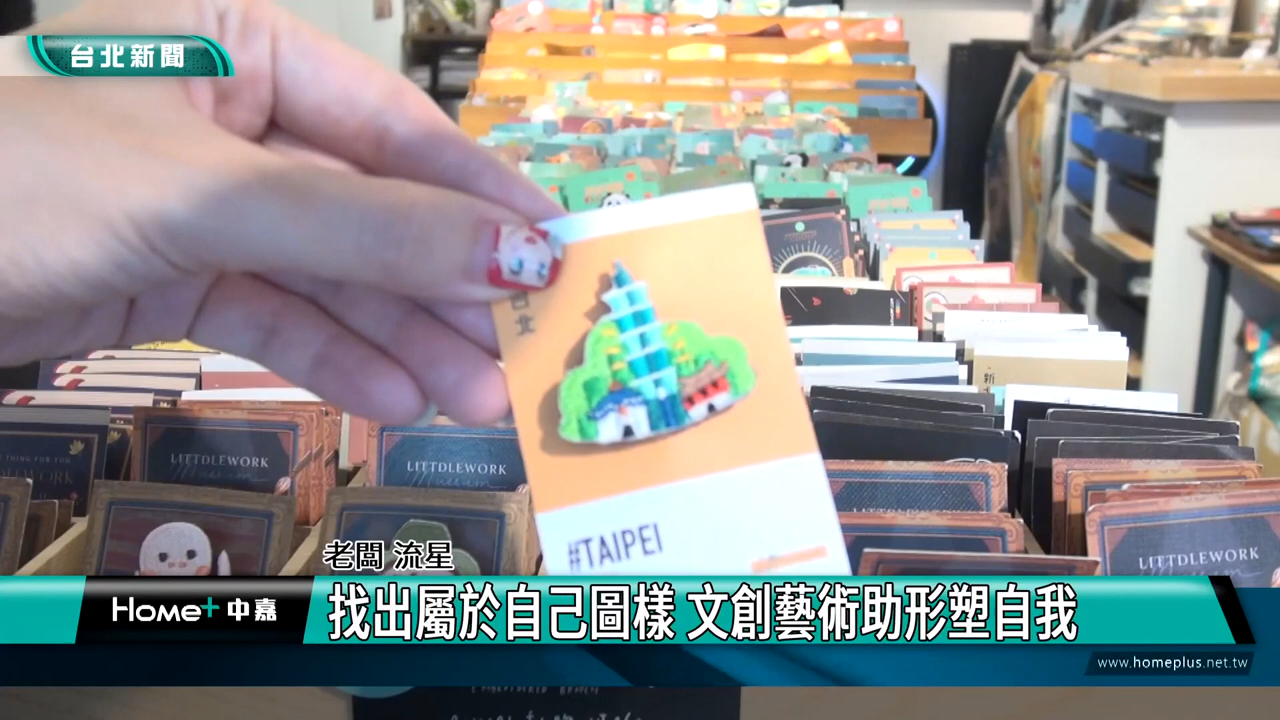 台北新聞
台北
#TAIPEI
LITTDLEWORK
Museum
LITTDLEWORK
Museum
LITTDLEWORK
老闆 流星
Home+中嘉
找出屬於自己圖樣 文創藝術助形塑自我
www.homeplus.net.tw